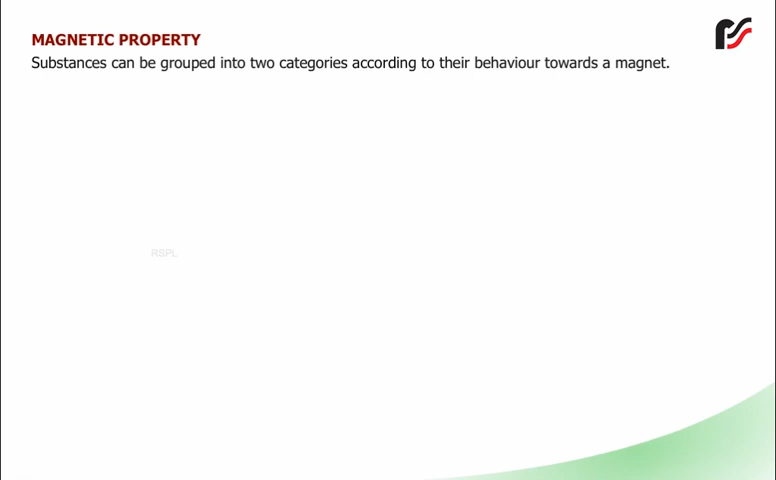 MAGNETIC PROPERTY
Substances can be grouped into two categories according to their behaviour towards a magnet.
RSPL